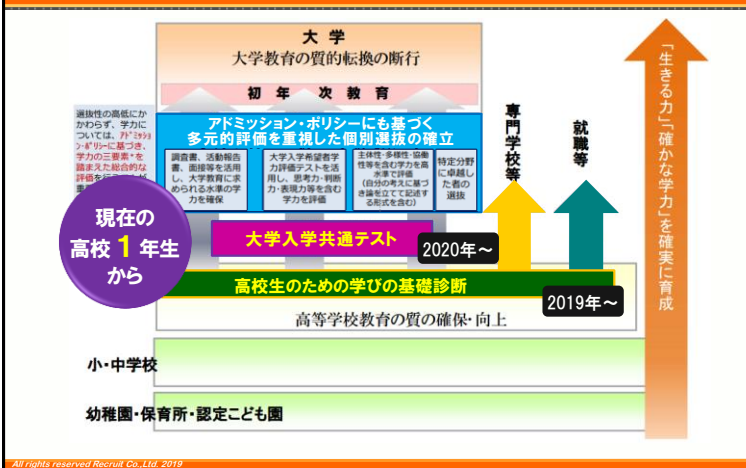 大 学
大学教育の質的転換の断行
初 年 次 教 育
アドミッション・ポリシーにも基づく
多元的評価を重視した個別選抜の確立
選抜性の高低にか
かわらず、学力に
ついては、アドミッショ
ン・ポリシーに基づき、
学力の三要素*を
踏まえた総合的な
評価を
調査書、活動報告
書、面接等を活用
し、大学教育に求
められる水準の学
力を確保
大学入学希望者学
力評価テストを活
用し、思考力・判断
力・表現力等を含む
学力を評価
主体性・多様性・協働
性等を含む学力を高
水準で評価
(自分の考えに基づ
き論を立てて記述す
る形式を含む)
特定分野
に卓越し
た者の
選抜
専門学校等
就職等
「生きる力」「確かな学力」を確実に育成
現在の
高校 1 年生
から
大学入学共通テスト
2020年～
高校生のための学びの基礎診断
2019年～
高等学校教育の質の確保・向上
小・中学校
幼稚園・保育所・認定こども園
All rights reserved Recruit Co.,Ltd. 2019